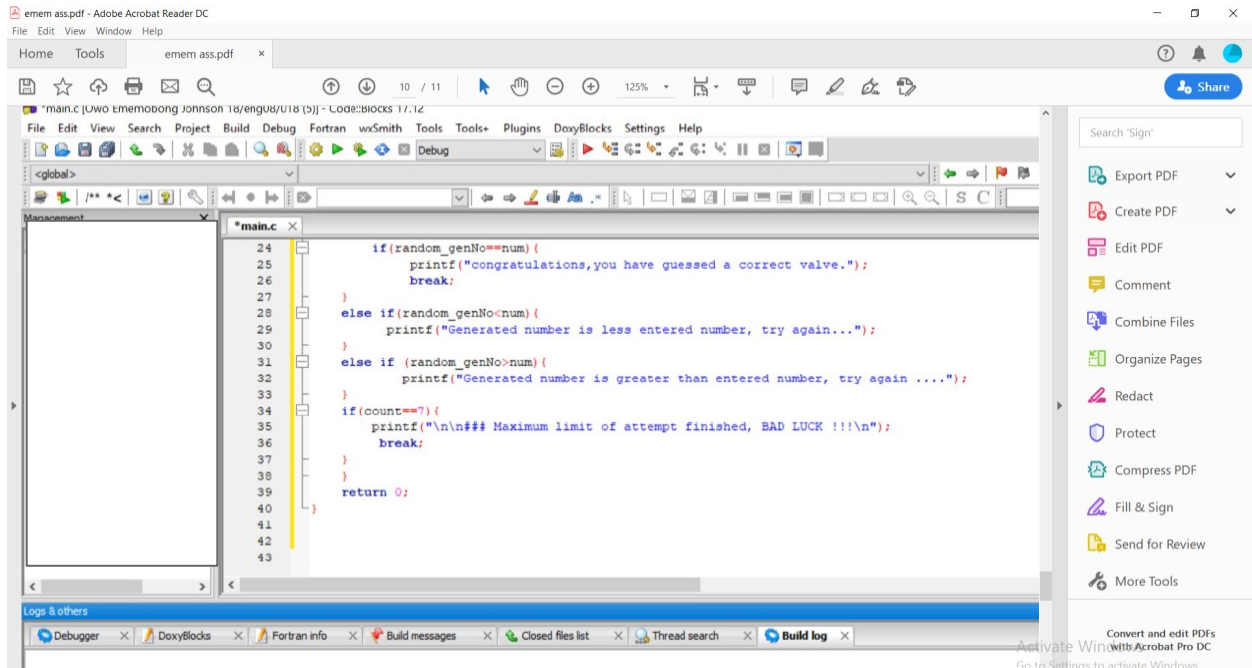 emem ass.pdf - Adobe Acrobat Reader DC
File Edit View Window Help
Home Tools emem ass.pdf ×
10 / 11 125% Share
*main.c [Owo Ememobong Johnson 18/eng08/018 (5)] - Code::Blocks 17.12
File Edit View Search Project Build Debug Fortran wxSmith Tools Tools+ Plugins DoxyBlocks Settings Help
Debug
<global>
/** *< S C
Management
*main.c
24 if(random_genNo==num){
25 printf("congratulations,you have guessed a correct valve.");
26 break;
27 }
28 else if(random_genNo<num){
29 printf("Generated number is less entered number, try again...");
30 }
31 else if (random_genNo>num){
32 printf("Generated number is greater than entered number, try again ....");
33 }
34 if(count==7){
35 printf("\n\n### Maximum limit of attempt finished, BAD LUCK !!!\n");
36 break;
37 }
38 }
39 return 0;
40 }
41
42
43
Logs & others
Debugger DoxyBlocks Fortran info Build messages Closed files list Thread search Build log
Search 'Sign'
Export PDF
Create PDF
Edit PDF
Comment
Combine Files
Organize Pages
Redact
Protect
Compress PDF
Fill & Sign
Send for Review
More Tools
Convert and edit PDFs
with Acrobat Pro DC
Activate Windows
Go to Settings to activate Windows.